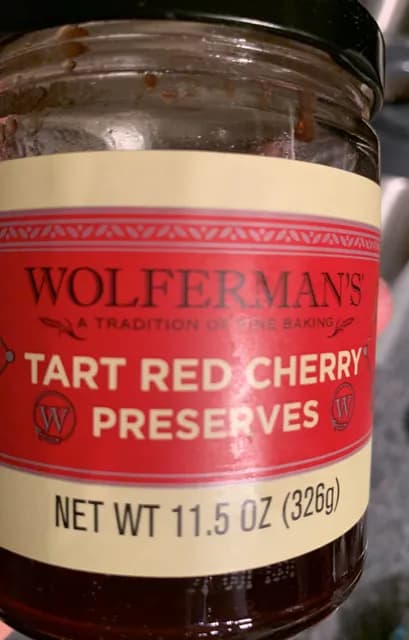 WOLFERMAN'S
A TRADITION OF FINE BAKING
TART RED CHERRY
W PRESERVES W
NET WT 11.5 OZ (326g)